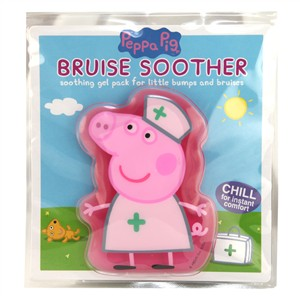 Peppa Pig
BRUISE SOOTHER
soothing gel pack for little bumps and bruises
CHILL
for instant
comfort